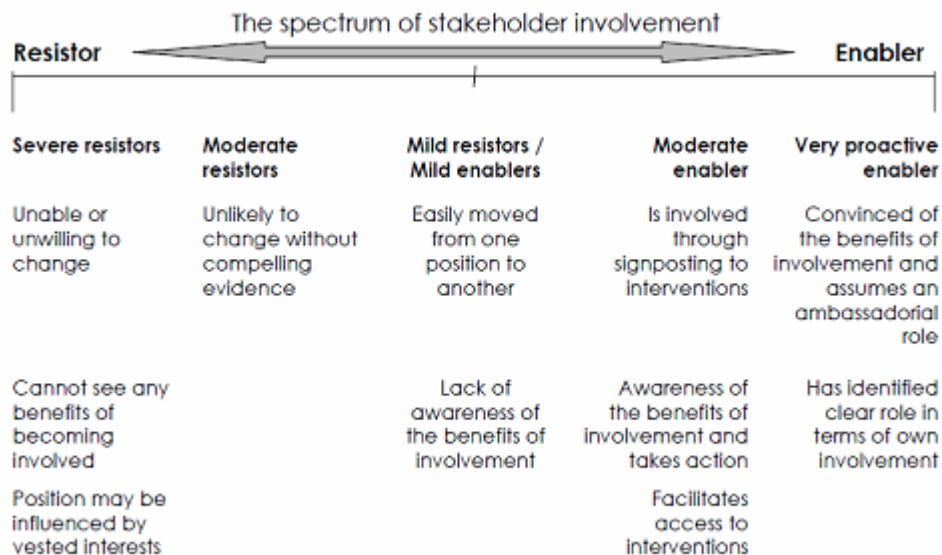 The spectrum of stakeholder involvement
Resistor
Enabler
Severe resistors
Unable or
unwilling to
change
Cannot see any
benefits of
becoming
involved
Position may be
influenced by
vested interests
Moderate
resistors
Unlikely to
change without
compelling
evidence
Mild resistors /
Mild enablers
Easily moved
from one
position to
another
Lack of
awareness of
the benefits of
involvement
Moderate
enabler
Is involved
through
signposting to
interventions
Awareness of
the benefits of
involvement and
takes action
Facilitates
access to
interventions
Very proactive
enabler
Convinced of
the benefits of
involvement and
assumes an
ambassadorial
role
Has identified
clear role in
terms of own
involvement